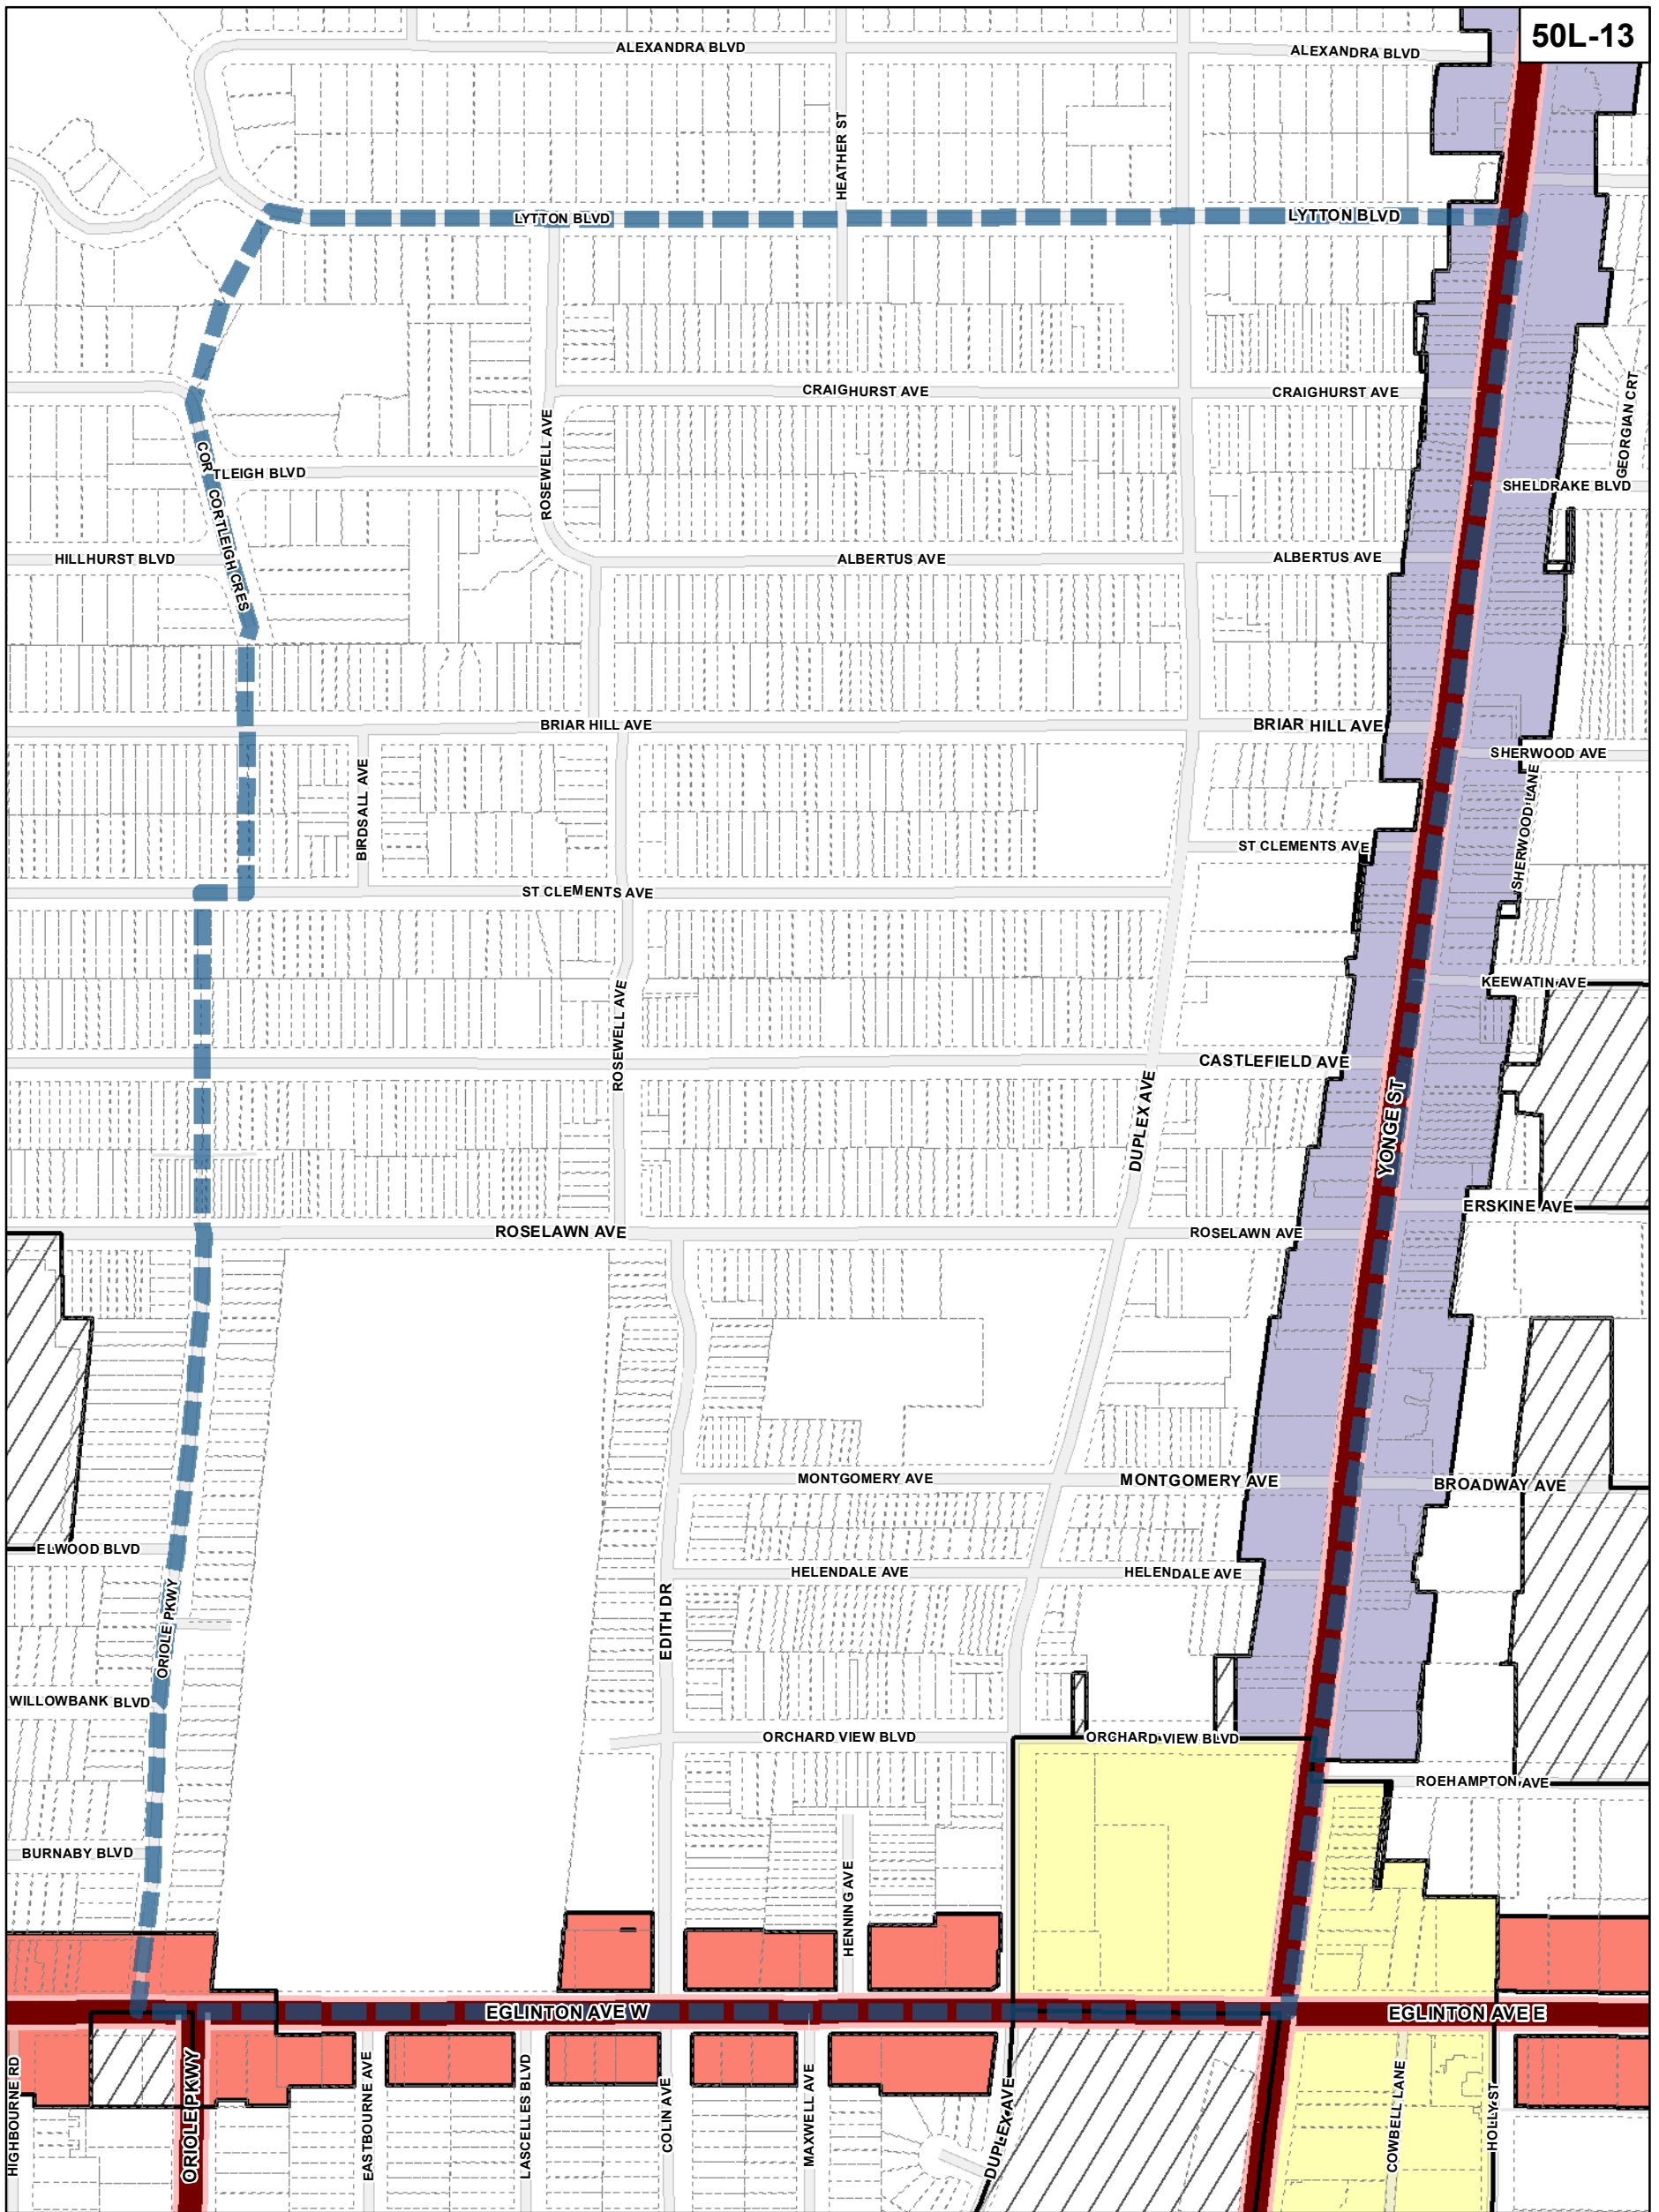 50L-13
ALEXANDRA BLVD
ALEXANDRA BLVD
HEATHER ST
LYTTON BLVD
LYTTON BLVD
CRAIGHURST AVE
CRAIGHURST AVE
GEORGIAN CRT
ROSEWELL AVE
CORTLEIGH BLVD
SHELDRAKE BLVD
CORTLEIGH CRES
HILLHURST BLVD
ALBERTUS AVE
ALBERTUS AVE
BRIAR HILL AVE
BRIAR HILL AVE
SHERWOOD AVE
BIRDSALL AVE
SHERWOOD LANE
ST CLEMENTS AVE
ST CLEMENTS AVE
KEEWATIN AVE
ROSEWELL AVE
CASTLEFIELD AVE
DUPLEX AVE
YONGE ST
ERSKINE AVE
ROSELAWN AVE
ROSELAWN AVE
MONTGOMERY AVE
MONTGOMERY AVE
BROADWAY AVE
ELWOOD BLVD
HELENDALE AVE
HELENDALE AVE
ORIOLE PKWY
EDITH DR
WILLOWBANK BLVD
ORCHARD VIEW BLVD
ORCHARD VIEW BLVD
ROEHAMPTON AVE
BURNABY BLVD
HENNING AVE
EGLINTON AVE W
EGLINTON AVE E
HIGHBOURNE RD
ORIOLE PKWY
EASTBOURNE AVE
LASCELLES BLVD
COLIN AVE
MAXWELL AVE
DUPLEX AVE
COWBELL LANE
HOLLY ST